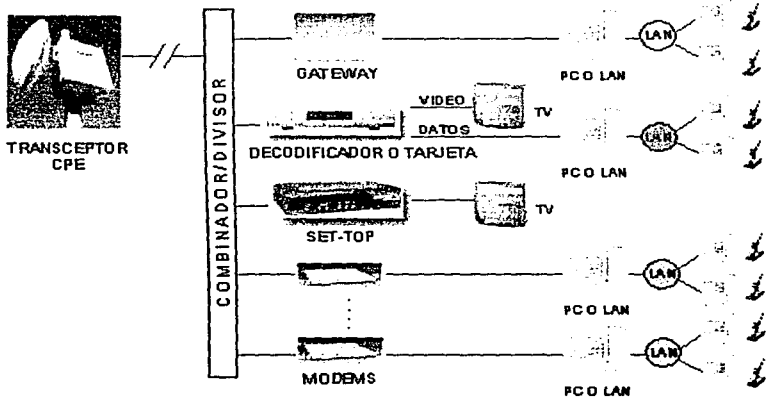 TRANSCEPTOR
CPE
COMBINADOR/DIVISOR
GATEWAY
PC O LAN
LAN
VIDEO
TV
DATOS
DECODIFICADOR O TARJETA
PC O LAN
LAN
SET-TOP
TV
PC O LAN
LAN
MODEMS
PC O LAN
LAN